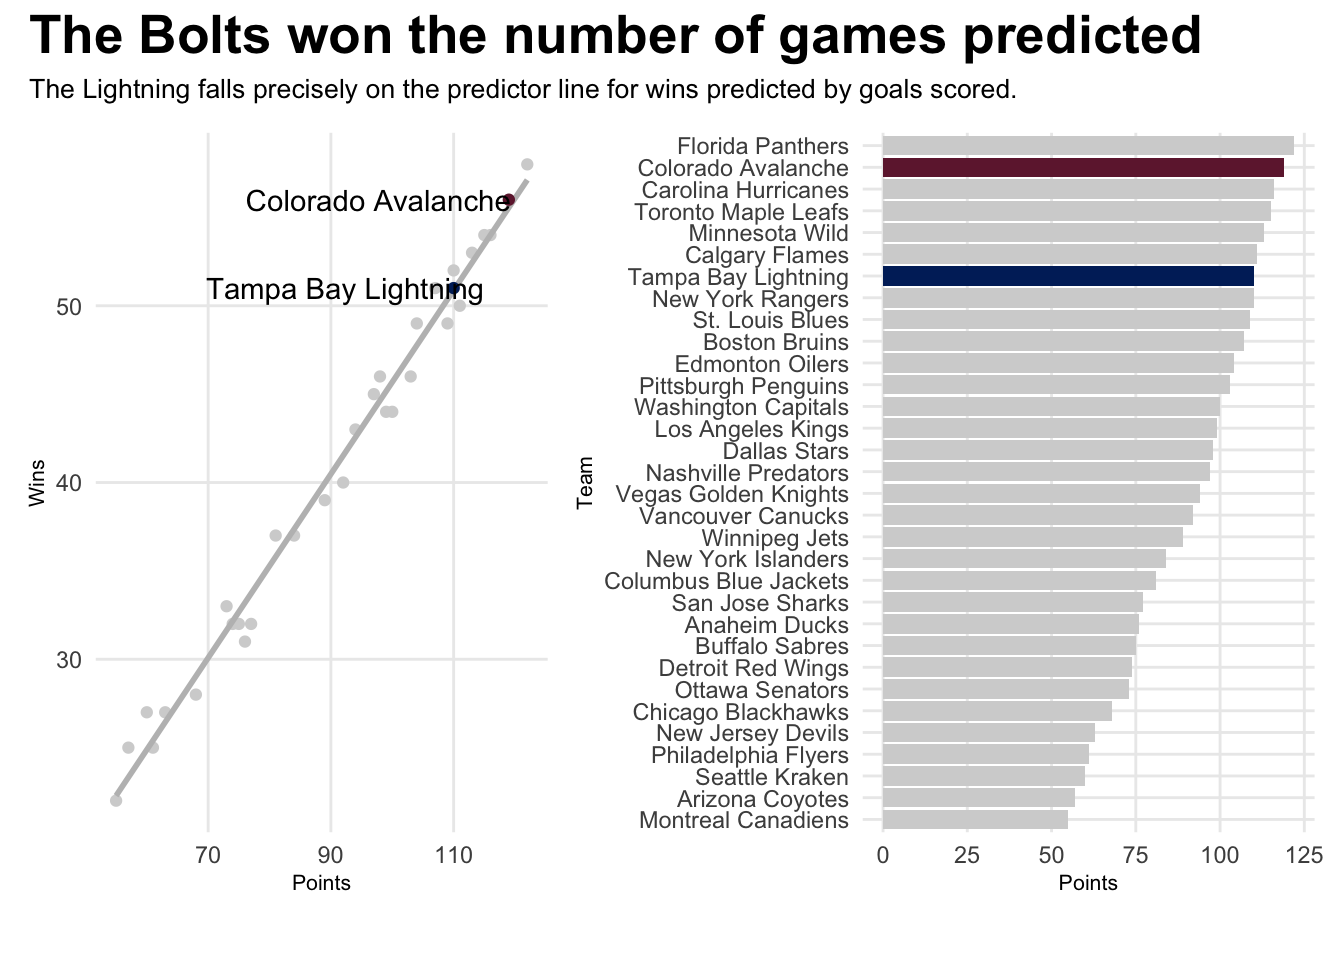 The Bolts won the number of games predicted
The Lightning falls precisely on the predictor line for wins predicted by goals scored.
Colorado Avalanche
Tampa Bay Lightning
50
40
30
Wins
70 90 110
Points
Team
Florida Panthers
Colorado Avalanche
Carolina Hurricanes
Toronto Maple Leafs
Minnesota Wild
Calgary Flames
Tampa Bay Lightning
New York Rangers
St. Louis Blues
Boston Bruins
Edmonton Oilers
Pittsburgh Penguins
Washington Capitals
Los Angeles Kings
Dallas Stars
Nashville Predators
Vegas Golden Knights
Vancouver Canucks
Winnipeg Jets
New York Islanders
Columbus Blue Jackets
San Jose Sharks
Anaheim Ducks
Buffalo Sabres
Detroit Red Wings
Ottawa Senators
Chicago Blackhawks
New Jersey Devils
Philadelphia Flyers
Seattle Kraken
Arizona Coyotes
Montreal Canadiens
0 25 50 75 100 125
Points